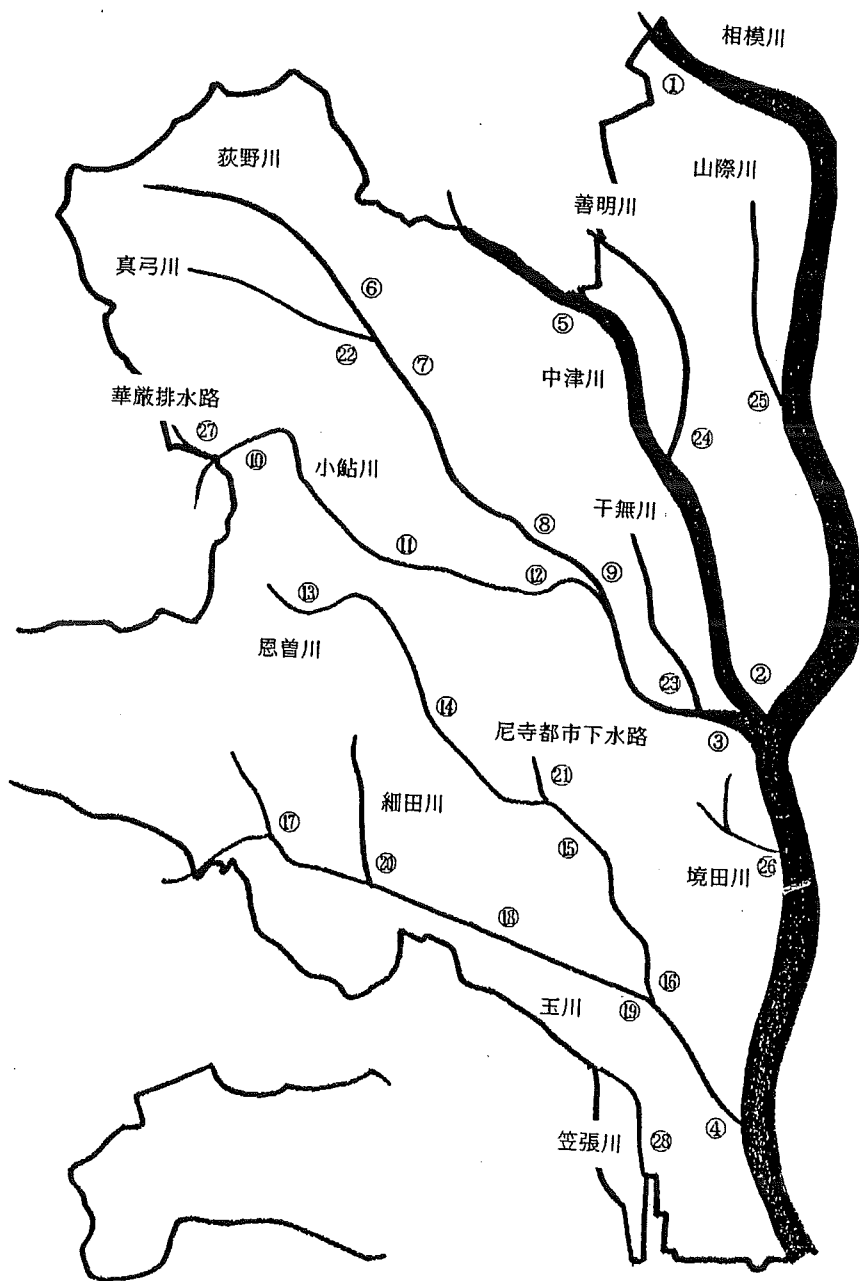 相模川
①
荻野川
山際川
善明川
真弓川
⑥
⑤
㉒
⑦
中津川
華厳排水路
㉕
㉗
⑩
小鮎川
㉔
干無川
⑧
⑪
⑫
⑨
⑬
恩曽川
㉓
②
⑭
尼寺都市下水路
③
㉑
細田川
⑰
⑮
⑳
境田川
㉖
⑱
⑯
玉川
⑲
笠張川
㉘
④